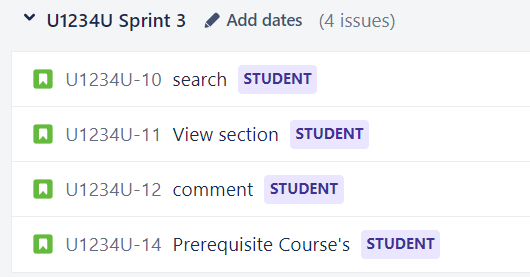 U1234U Sprint 3 Add dates (4 issues)
U1234U-10 search STUDENT
U1234U-11 View section STUDENT
U1234U-12 comment STUDENT
U1234U-14 Prerequisite Course's STUDENT